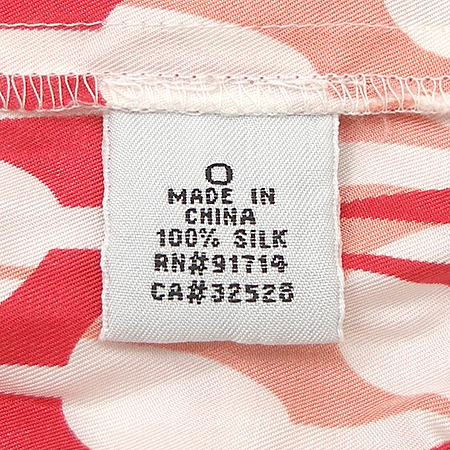 0
MADE IN
CHINA
100% SILK
RN#91714
CA#32528